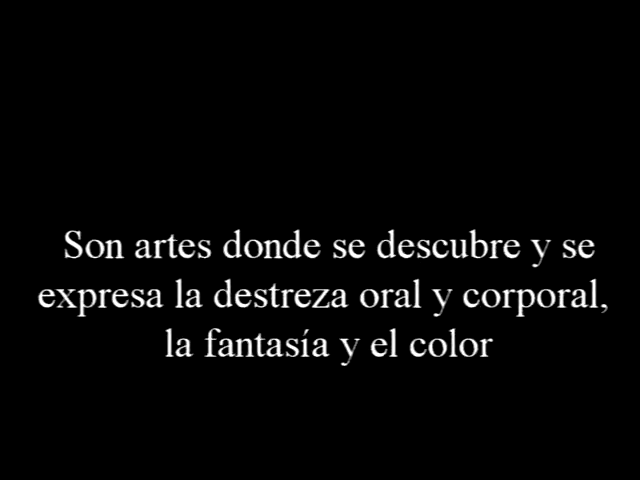 Son artes donde se descubre y se
expresa la destreza oral y corporal,
la fantasía y el color